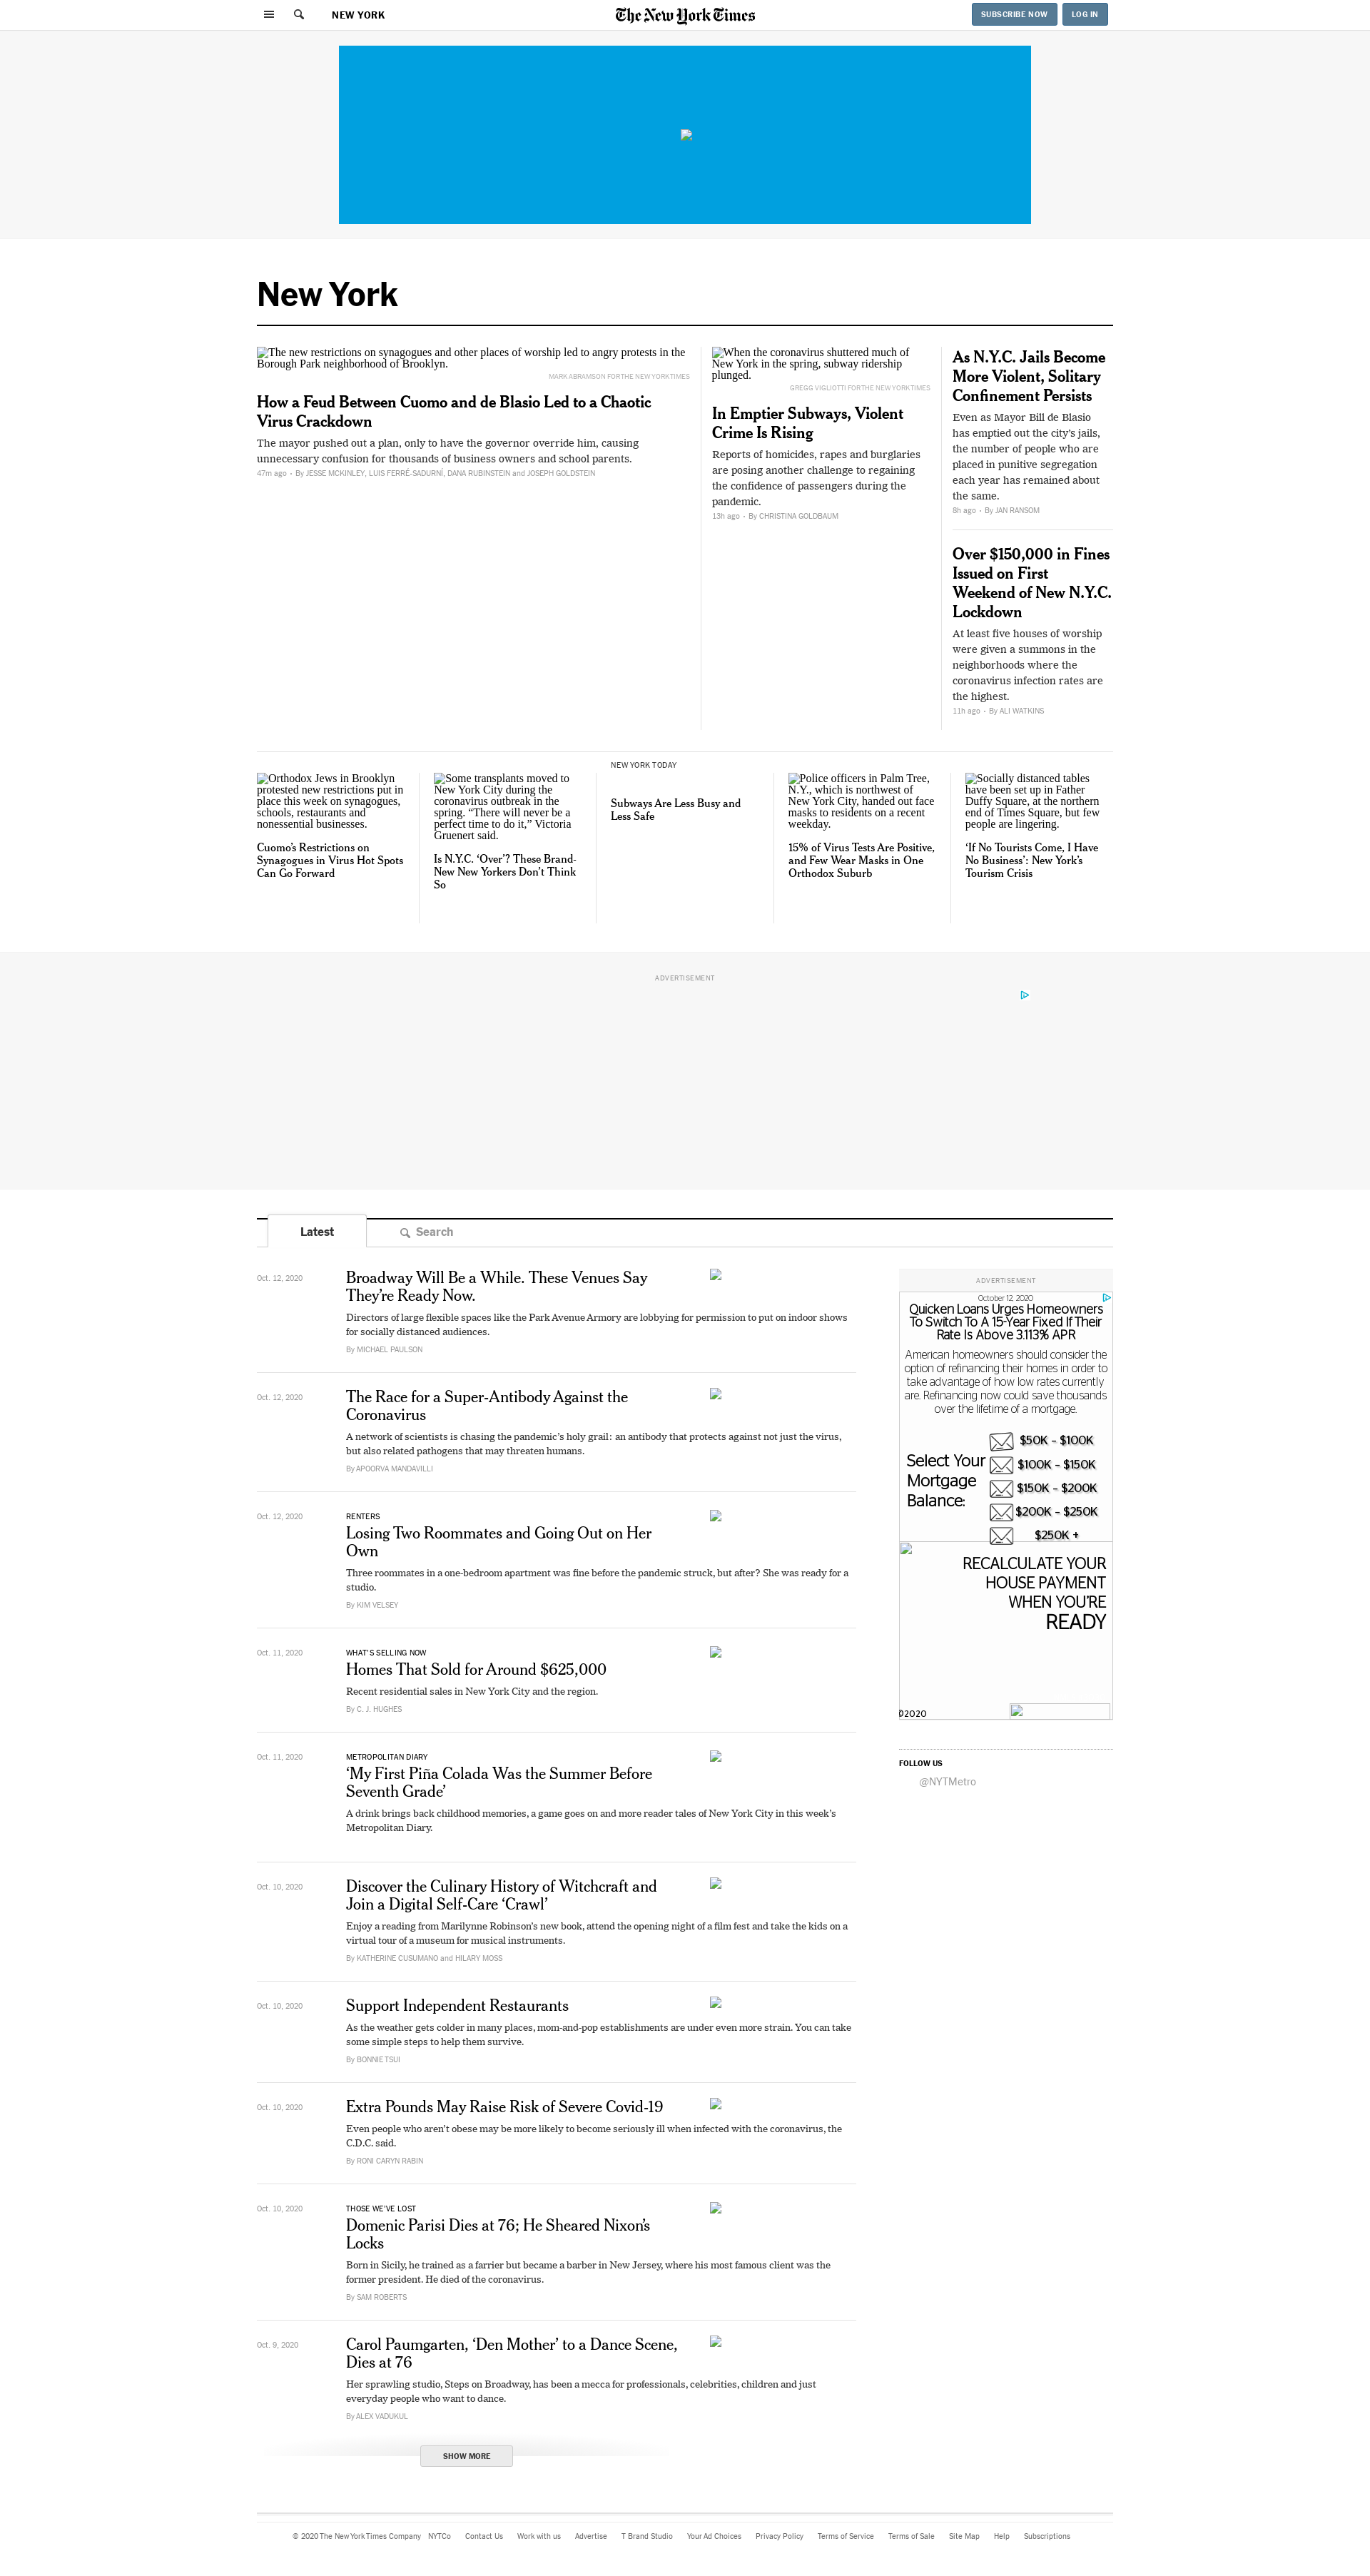 NEW YORK
The New York Times
SUBSCRIBE NOW
LOG IN
New York
The new restrictions on synagogues and other places of worship led to angry protests in the
Borough Park neighborhood of Brooklyn.
MARK ABRAMSON FOR THE NEW YORK TIMES
How a Feud Between Cuomo and de Blasio Led to a Chaotic
Virus Crackdown
The mayor pushed out a plan, only to have the governor override him, causing
unnecessary confusion for thousands of business owners and school parents.
47m ago • By JESSE MCKINLEY, LUIS FERRÉ-SADURNÍ, DANA RUBINSTEIN and JOSEPH GOLDSTEIN
When the coronavirus shuttered much of
New York in the spring, subway ridership
plunged.
GREGG VIGLIOTTI FOR THE NEW YORK TIMES
In Emptier Subways, Violent
Crime Is Rising
Reports of homicides, rapes and burglaries
are posing another challenge to regaining
the confidence of passengers during the
pandemic.
13h ago • By CHRISTINA GOLDBAUM
As N.Y.C. Jails Become
More Violent, Solitary
Confinement Persists
Even as Mayor Bill de Blasio
has emptied out the city's jails,
the number of people who are
placed in punitive segregation
each year has remained about
the same.
8h ago • By JAN RANSOM
Over $150,000 in Fines
Issued on First
Weekend of New N.Y.C.
Lockdown
At least five houses of worship
were given a summons in the
neighborhoods where the
coronavirus infection rates are
the highest.
11h ago • By ALI WATKINS
Orthodox Jews in Brooklyn
protested new restrictions put in
place this week on synagogues,
schools, restaurants and
nonessential businesses.
Cuomo's Restrictions on
Synagogues in Virus Hot Spots
Can Go Forward
Some transplants moved to
New York City during the
coronavirus outbreak in the
spring. “There will never be a
perfect time to do it,” Victoria
Gruenert said.
Is N.Y.C. ‘Over’? These Brand-
New New Yorkers Don’t Think
So
NEW YORK TODAY
Subways Are Less Busy and
Less Safe
Police officers in Palm Tree,
N.Y., which is northwest of
New York City, handed out face
masks to residents on a recent
weekday.
15% of Virus Tests Are Positive,
and Few Wear Masks in One
Orthodox Suburb
Socially distanced tables
have been set up in Father
Duffy Square, at the northern
end of Times Square, but few
people are lingering.
‘If No Tourists Come, I Have
No Business’: New York’s
Tourism Crisis
ADVERTISEMENT
Latest
Search
Oct. 12, 2020
Broadway Will Be a While. These Venues Say
They’re Ready Now.
Directors of large flexible spaces like the Park Avenue Armory are lobbying for permission to put on indoor shows
for socially distanced audiences.
By MICHAEL PAULSON
Oct. 12, 2020
The Race for a Super-Antibody Against the
Coronavirus
A network of scientists is chasing the pandemic’s holy grail: an antibody that protects against not just the virus,
but also related pathogens that may threaten humans.
By APOORVA MANDAVILLI
Oct. 12, 2020
RENTERS
Losing Two Roommates and Going Out on Her
Own
Three roommates in a one-bedroom apartment was fine before the pandemic struck, but after? She was ready for a
studio.
By KIM VELSEY
Oct. 11, 2020
WHAT’S SELLING NOW
Homes That Sold for Around $625,000
Recent residential sales in New York City and the region.
By C. J. HUGHES
Oct. 11, 2020
METROPOLITAN DIARY
‘My First Piña Colada Was the Summer Before
Seventh Grade’
A drink brings back childhood memories, a game goes on and more reader tales of New York City in this week’s
Metropolitan Diary.
Oct. 10, 2020
Discover the Culinary History of Witchcraft and
Join a Digital Self-Care ‘Crawl’
Enjoy a reading from Marilynne Robinson’s new book, attend the opening night of a film fest and take the kids on a
virtual tour of a museum for musical instruments.
By KATHERINE CUSUMANO and HILARY MOSS
Oct. 10, 2020
Support Independent Restaurants
As the weather gets colder in many places, mom-and-pop establishments are under even more strain. You can take
some simple steps to help them survive.
By BONNIE TSUI
Oct. 10, 2020
Extra Pounds May Raise Risk of Severe Covid-19
Even people who aren’t obese may be more likely to become seriously ill when infected with the coronavirus, the
C.D.C. said.
By RONI CARYN RABIN
Oct. 10, 2020
THOSE WE’VE LOST
Domenic Parisi Dies at 76; He Sheared Nixon’s
Locks
Born in Sicily, he trained as a farrier but became a barber in New Jersey, where his most famous client was the
former president. He died of the coronavirus.
By SAM ROBERTS
Oct. 9, 2020
Carol Paumgarten, ‘Den Mother’ to a Dance Scene,
Dies at 76
Her sprawling studio, Steps on Broadway, has been a mecca for professionals, celebrities, children and just
everyday people who want to dance.
By ALEX VADUKUL
SHOW MORE
ADVERTISEMENT
October 12, 2020
Quicken Loans Urges Homeowners
To Switch To A 15-Year Fixed If Their
Rate Is Above 3.113% APR
American homeowners should consider the
option of refinancing their homes in order to
take advantage of how low rates currently
are. Refinancing now could save thousands
over the lifetime of a mortgage.
Select Your
Mortgage
Balance:
$50K - $100K
$100K - $150K
$150K - $200K
$200K - $250K
$250K +
RECALCULATE YOUR
HOUSE PAYMENT
WHEN YOU'RE
READY
©2020
FOLLOW US
@NYTMetro
© 2020 The New York Times Company NYTCo Contact Us Work with us Advertise T Brand Studio Your Ad Choices Privacy Policy Terms of Service Terms of Sale Site Map Help Subscriptions